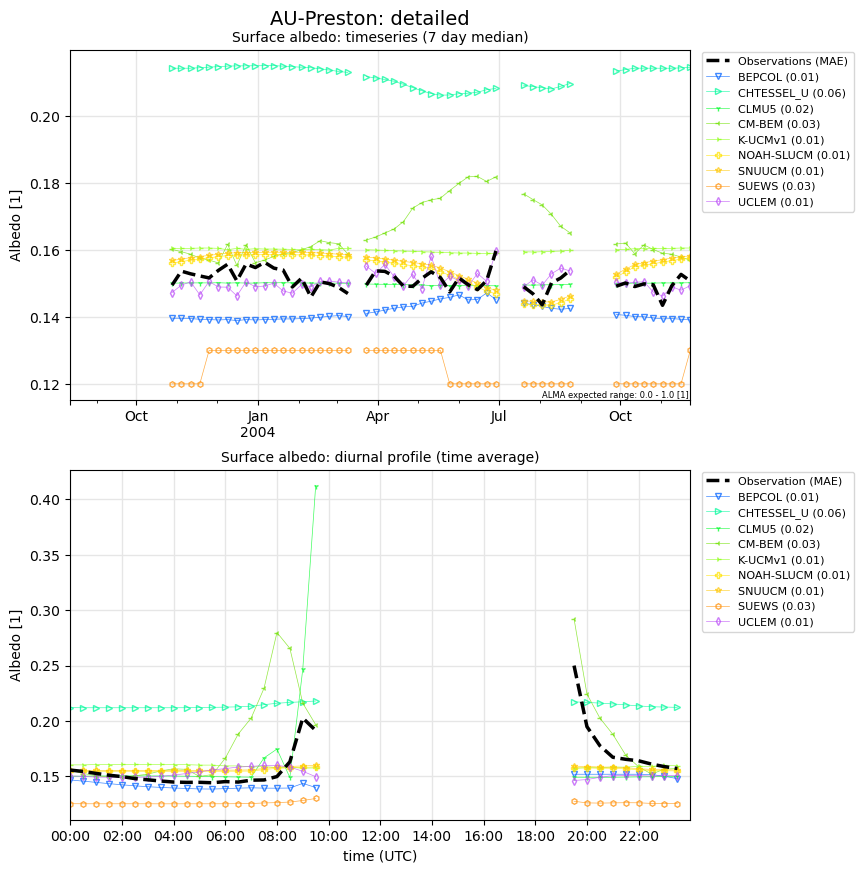 AU-Preston: detailed
Surface albedo: timeseries (7 day median)
Albedo [1]
0.20
0.18
0.16
0.14
0.12
Oct
Jan
2004
Apr
Jul
Oct
ALMA expected range: 0.0 - 1.0 [1]
Observations (MAE)
BEPCOL (0.01)
CHTESSEL_U (0.06)
CLMU5 (0.02)
CM-BEM (0.03)
K-UCMv1 (0.01)
NOAH-SLUCM (0.01)
SNUUCM (0.01)
SUEWS (0.03)
UCLEM (0.01)
Surface albedo: diurnal profile (time average)
Albedo [1]
0.40
0.35
0.30
0.25
0.20
0.15
00:00 02:00 04:00 06:00 08:00 10:00 12:00 14:00 16:00 18:00 20:00 22:00
time (UTC)
Observation (MAE)
BEPCOL (0.01)
CHTESSEL_U (0.06)
CLMU5 (0.02)
CM-BEM (0.03)
K-UCMv1 (0.01)
NOAH-SLUCM (0.01)
SNUUCM (0.01)
SUEWS (0.03)
UCLEM (0.01)